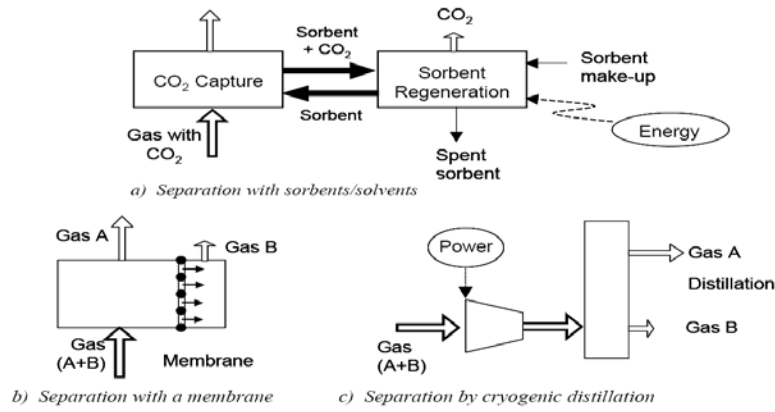 CO₂
Sorbent
+ CO₂
CO₂ Capture
Sorbent
Regeneration
Sorbent
make-up
Sorbent
Gas with
CO₂
Energy
Spent
sorbent
a) Separation with sorbents/solvents
Gas A
Gas B
Gas
(A+B)
Membrane
b) Separation with a membrane
Power
Gas A
Distillation
Gas B
Gas
(A+B)
c) Separation by cryogenic distillation